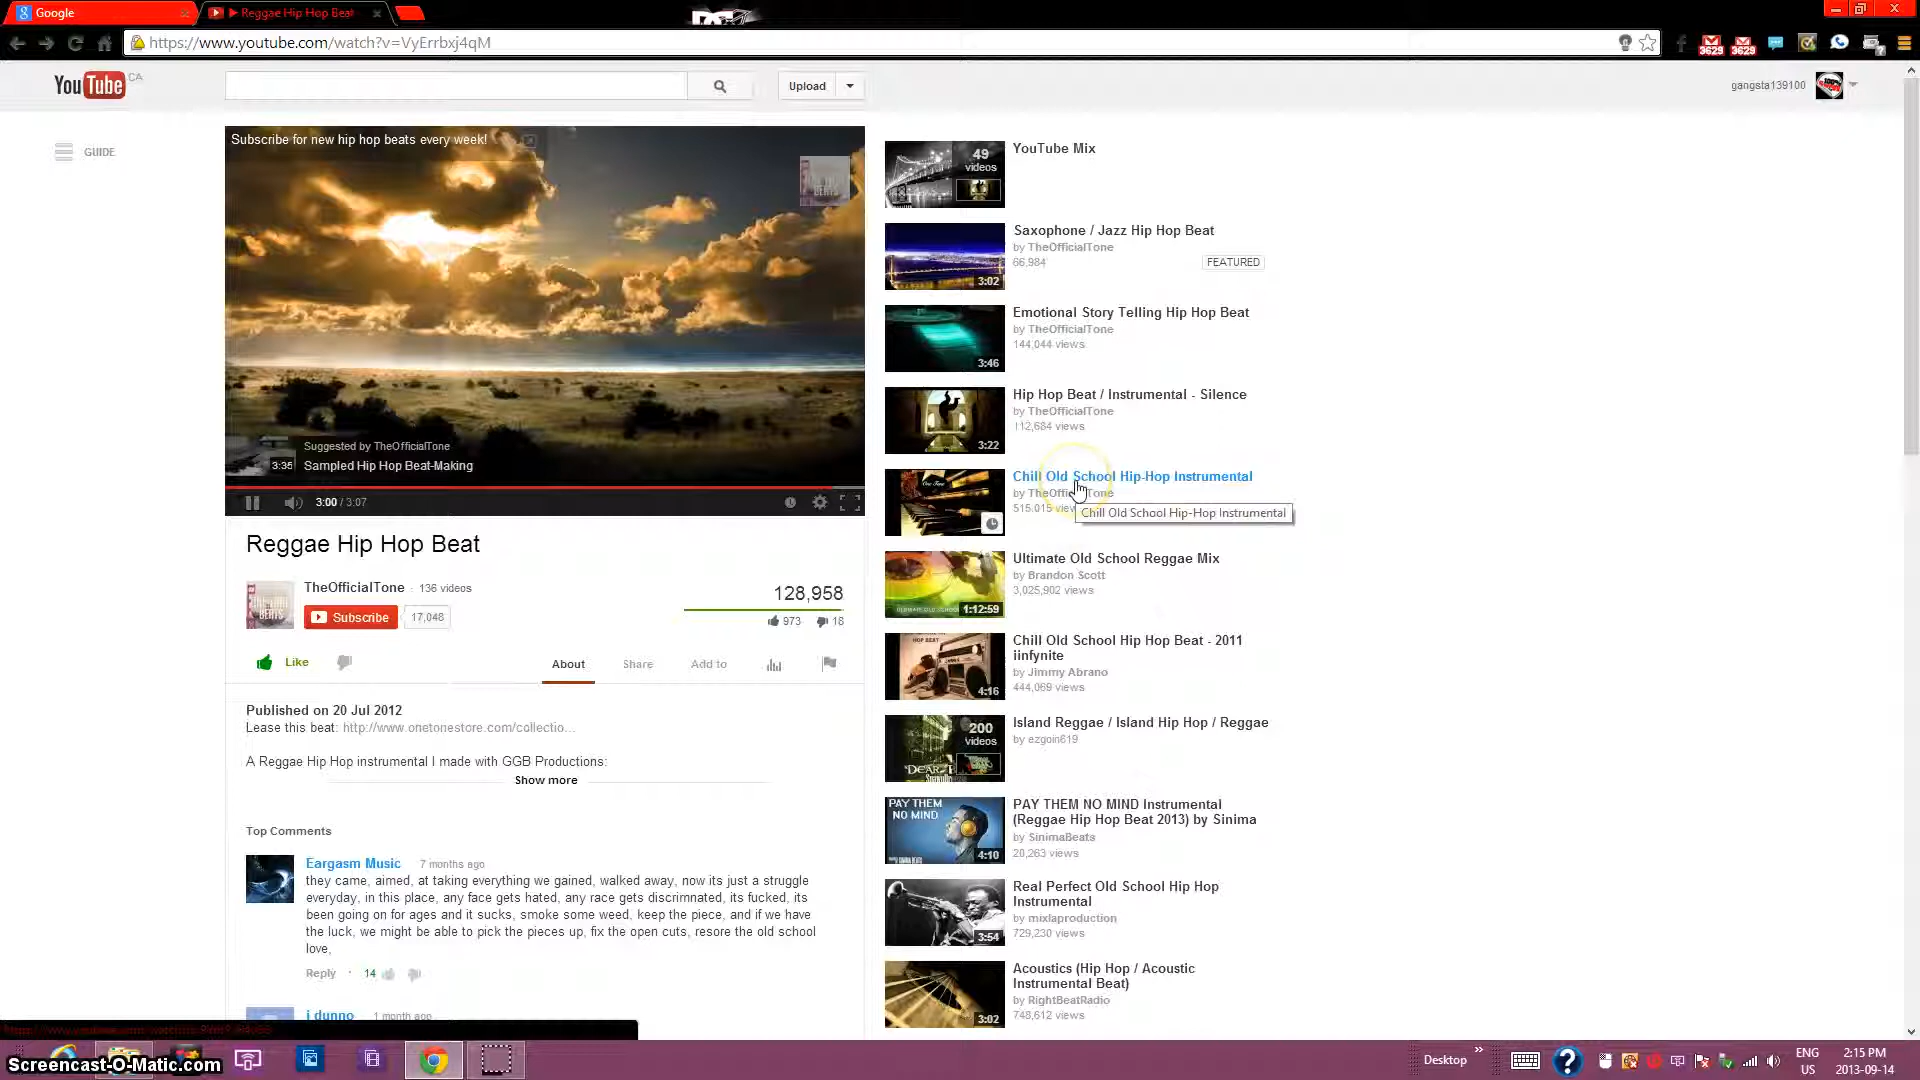 Google
Reggae Hip Hop Beat
https://www.youtube.com/watch?v=VyErrbxj4qM
3629
3629
YouTube CA
Upload
gangsta139100
GUIDE
Subscribe for new hip hop beats every week!
Suggested by TheOfficialTone
3:35
Sampled Hip Hop Beat-Making
3:00 / 3:07
Reggae Hip Hop Beat
TheOfficialTone · 136 videos
Subscribe 17,048
128,958
973 18
Like
About Share Add to
Published on 20 Jul 2012
Lease this beat: http://www.onetonestore.com/collectio...
A Reggae Hip Hop instrumental I made with GGB Productions:
Show more
Top Comments
Eargasm Music 7 months ago
they came, aimed, at taking everything we gained, walked away, now its just a struggle
everyday, in this place, any face gets hated, any race gets discrimnated, its fucked, its
been going on for ages and it sucks, smoke some weed, keep the piece, and if we have
the luck, we might be able to pick the pieces up, fix the open cuts, resore the old school
love,
Reply · 14
i dunno 1 month ago
49
videos
YouTube Mix
Saxophone / Jazz Hip Hop Beat
by TheOfficialTone
66,984
FEATURED
3:02
Emotional Story Telling Hip Hop Beat
by TheOfficialTone
144,044 views
3:46
Hip Hop Beat / Instrumental - Silence
by TheOfficialTone
112,684 views
3:22
Chill Old School Hip-Hop Instrumental
by TheOfficialTone
515,015 views
Chill Old School Hip-Hop Instrumental
Ultimate Old School Reggae Mix
by Brandon Scott
3,025,902 views
1:12:59
Chill Old School Hip Hop Beat - 2011
iinfynite
by Jimmy Abrano
444,069 views
4:16
200
videos
Island Reggae / Island Hip Hop / Reggae
by ezgoin619
PAY THEM
NO MIND
4:10
PAY THEM NO MIND Instrumental
(Reggae Hip Hop Beat 2013) by Sinima
by SinimaBeats
20,263 views
Real Perfect Old School Hip Hop
Instrumental
by mixlaproduction
729,230 views
3:54
Acoustics (Hip Hop / Acoustic
Instrumental Beat)
by RightBeatRadio
748,612 views
3:02
Screencast-O-Matic.com
Desktop
ENG
US
2:15 PM
2013-09-14